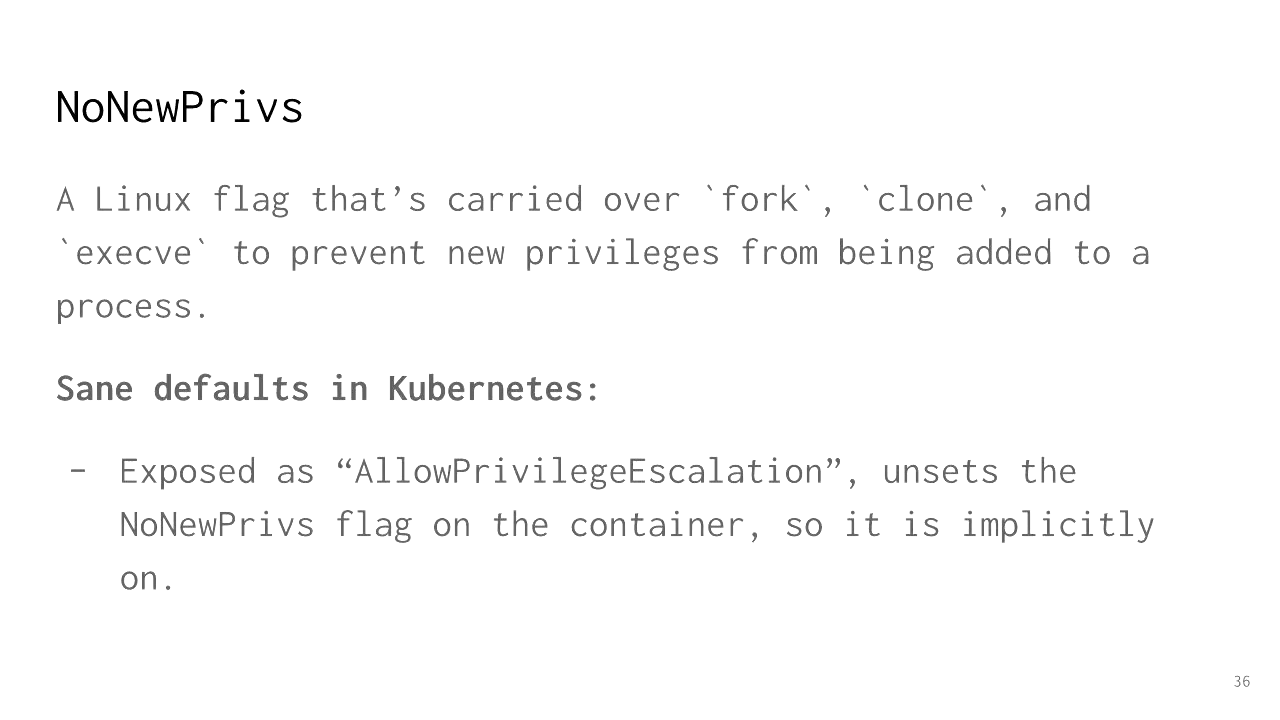 NoNewPrivs
A Linux flag that’s carried over `fork`, `clone`, and
`execve` to prevent new privileges from being added to a
process.
Sane defaults in Kubernetes:
- Exposed as “AllowPrivilegeEscalation”, unsets the
NoNewPrivs flag on the container, so it is implicitly
on.
36